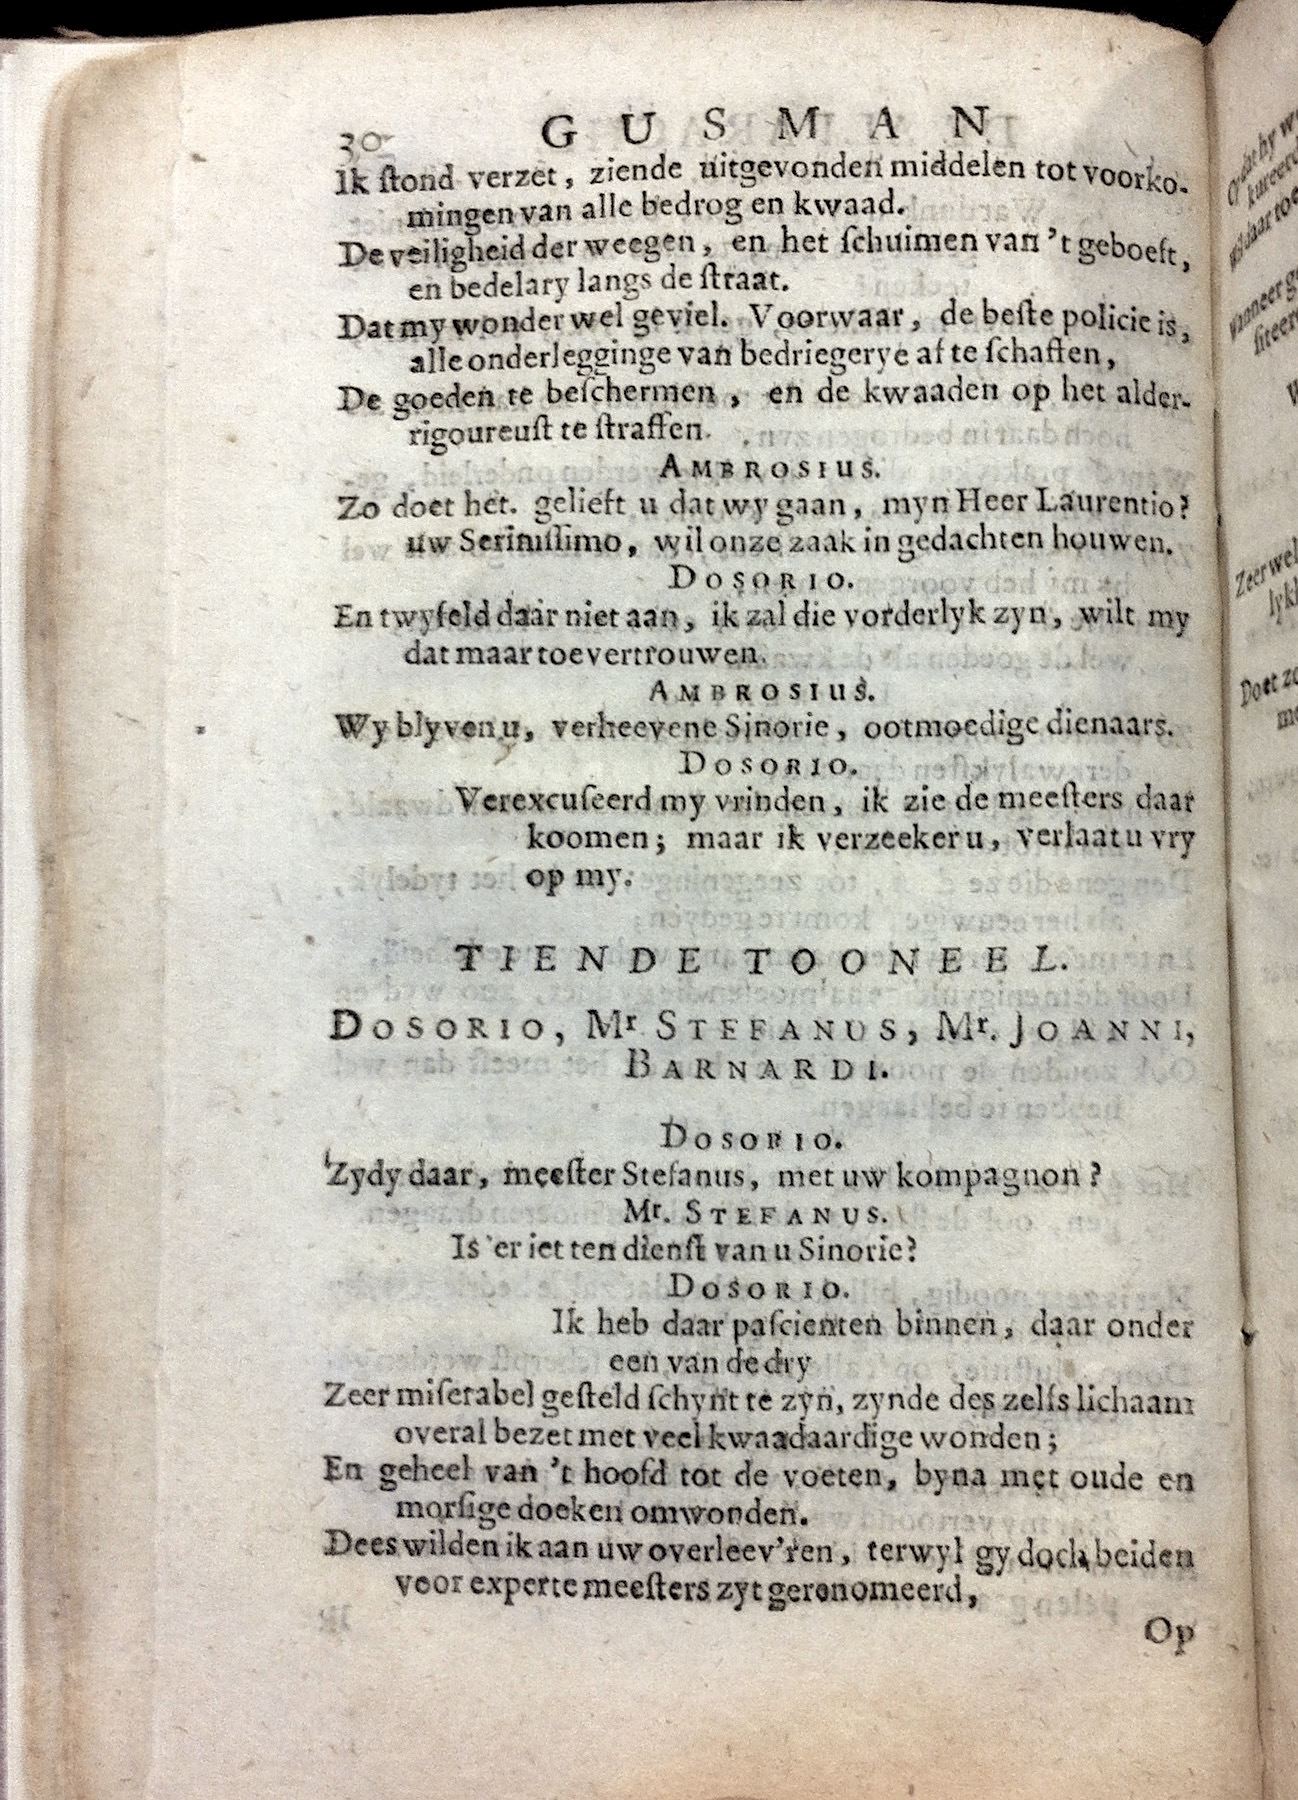 30 GUSMAN
Ik ſtond verzet, ziende uitgevonden middelen tot voorko-
mingen van alle bedrog en kwaad.
De veiligheid der weegen, en het ſchuimen van 't geboeft,
en bedelary langs de ſtraat.
Dat my wonder wel geviel. Voorwaar, de beſte policie is,
alle onderlegginge van bedriegerye af te ſchaffen,
De goeden te beſchermen, en de kwaaden op het alder-
rigoureuſt te ſtraffen.
AMBROSIUS.
Zo doet het. gelieft u dat wy gaan, myn Heer Laurentio?
uw Seriniſſimo, wil onze zaak in gedachten houwen.
DOSORIO.
En twyfeld daar niet aan, ik zal die vorderlyk zyn, wilt my
dat maar toevertrouwen.
AMBROSIUS.
Wy blyven u, verheevene Sinorie, ootmoedige dienaars.
DOSORIO.
Verexcuſeerd my vrinden, ik zie de meeſters daar
koomen; maar ik verzeeker u, verlaat u vry
op my.
TIENDE TOONEEL.
DOSORIO, Mr STEFANUS, Mr. JOANNI,
BARNARDI.
DOSORIO.
Zydy daar, meeſter Stefanus, met uw kompagnon?
Mr. STEFANUS.
Is 'er iet ten dienſt van u Sinorie?
DOSORIO.
Ik heb daar paſcienten binnen, daar onder
een van de dry
Zeer miſerabel geſteld ſchynt te zyn, zynde des zelfs lichaam
overal bezet met veel kwaadaardige wonden;
En geheel van 't hoofd tot de voeten, byna met oude en
morſige doeken omwonden.
Dees wilden ik aan uw overleev'ren, terwyl gy doch beiden
voor experte meeſters zyt gerenomeerd,
Op